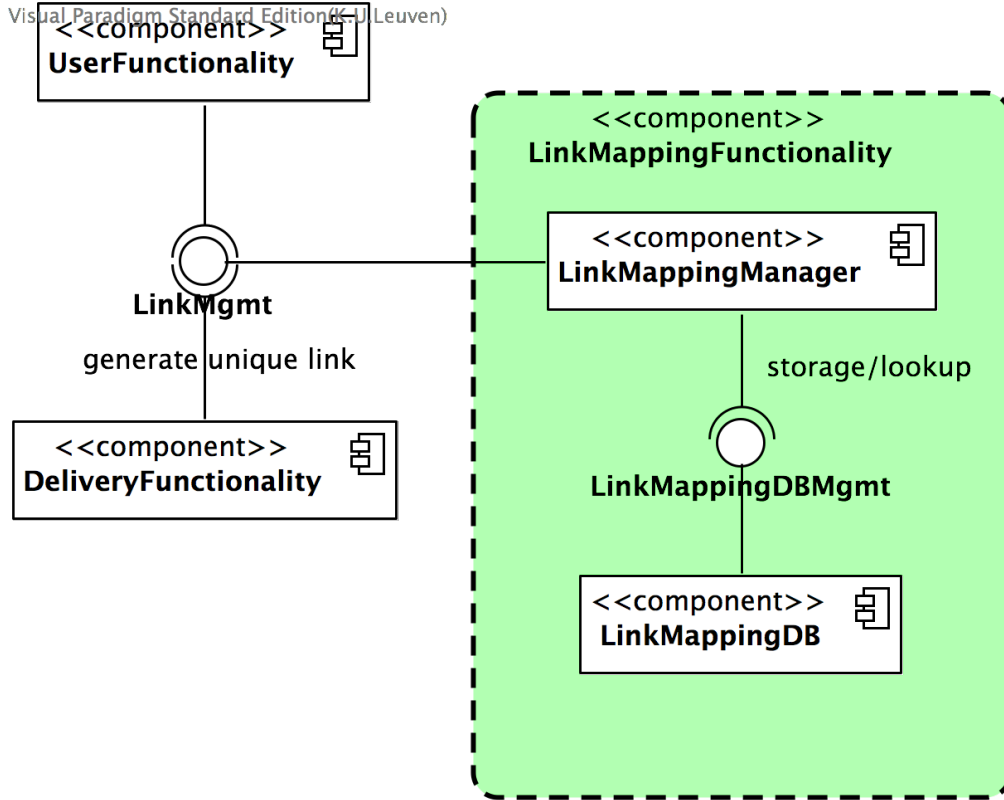 Visual Paradigm Standard Edition(K.U.Leuven)
<<component>>
UserFunctionality
<<component>>
LinkMappingFunctionality
<<component>>
LinkMappingManager
LinkMgmt
generate unique link
storage/lookup
<<component>>
DeliveryFunctionality
LinkMappingDBMgmt
<<component>>
LinkMappingDB